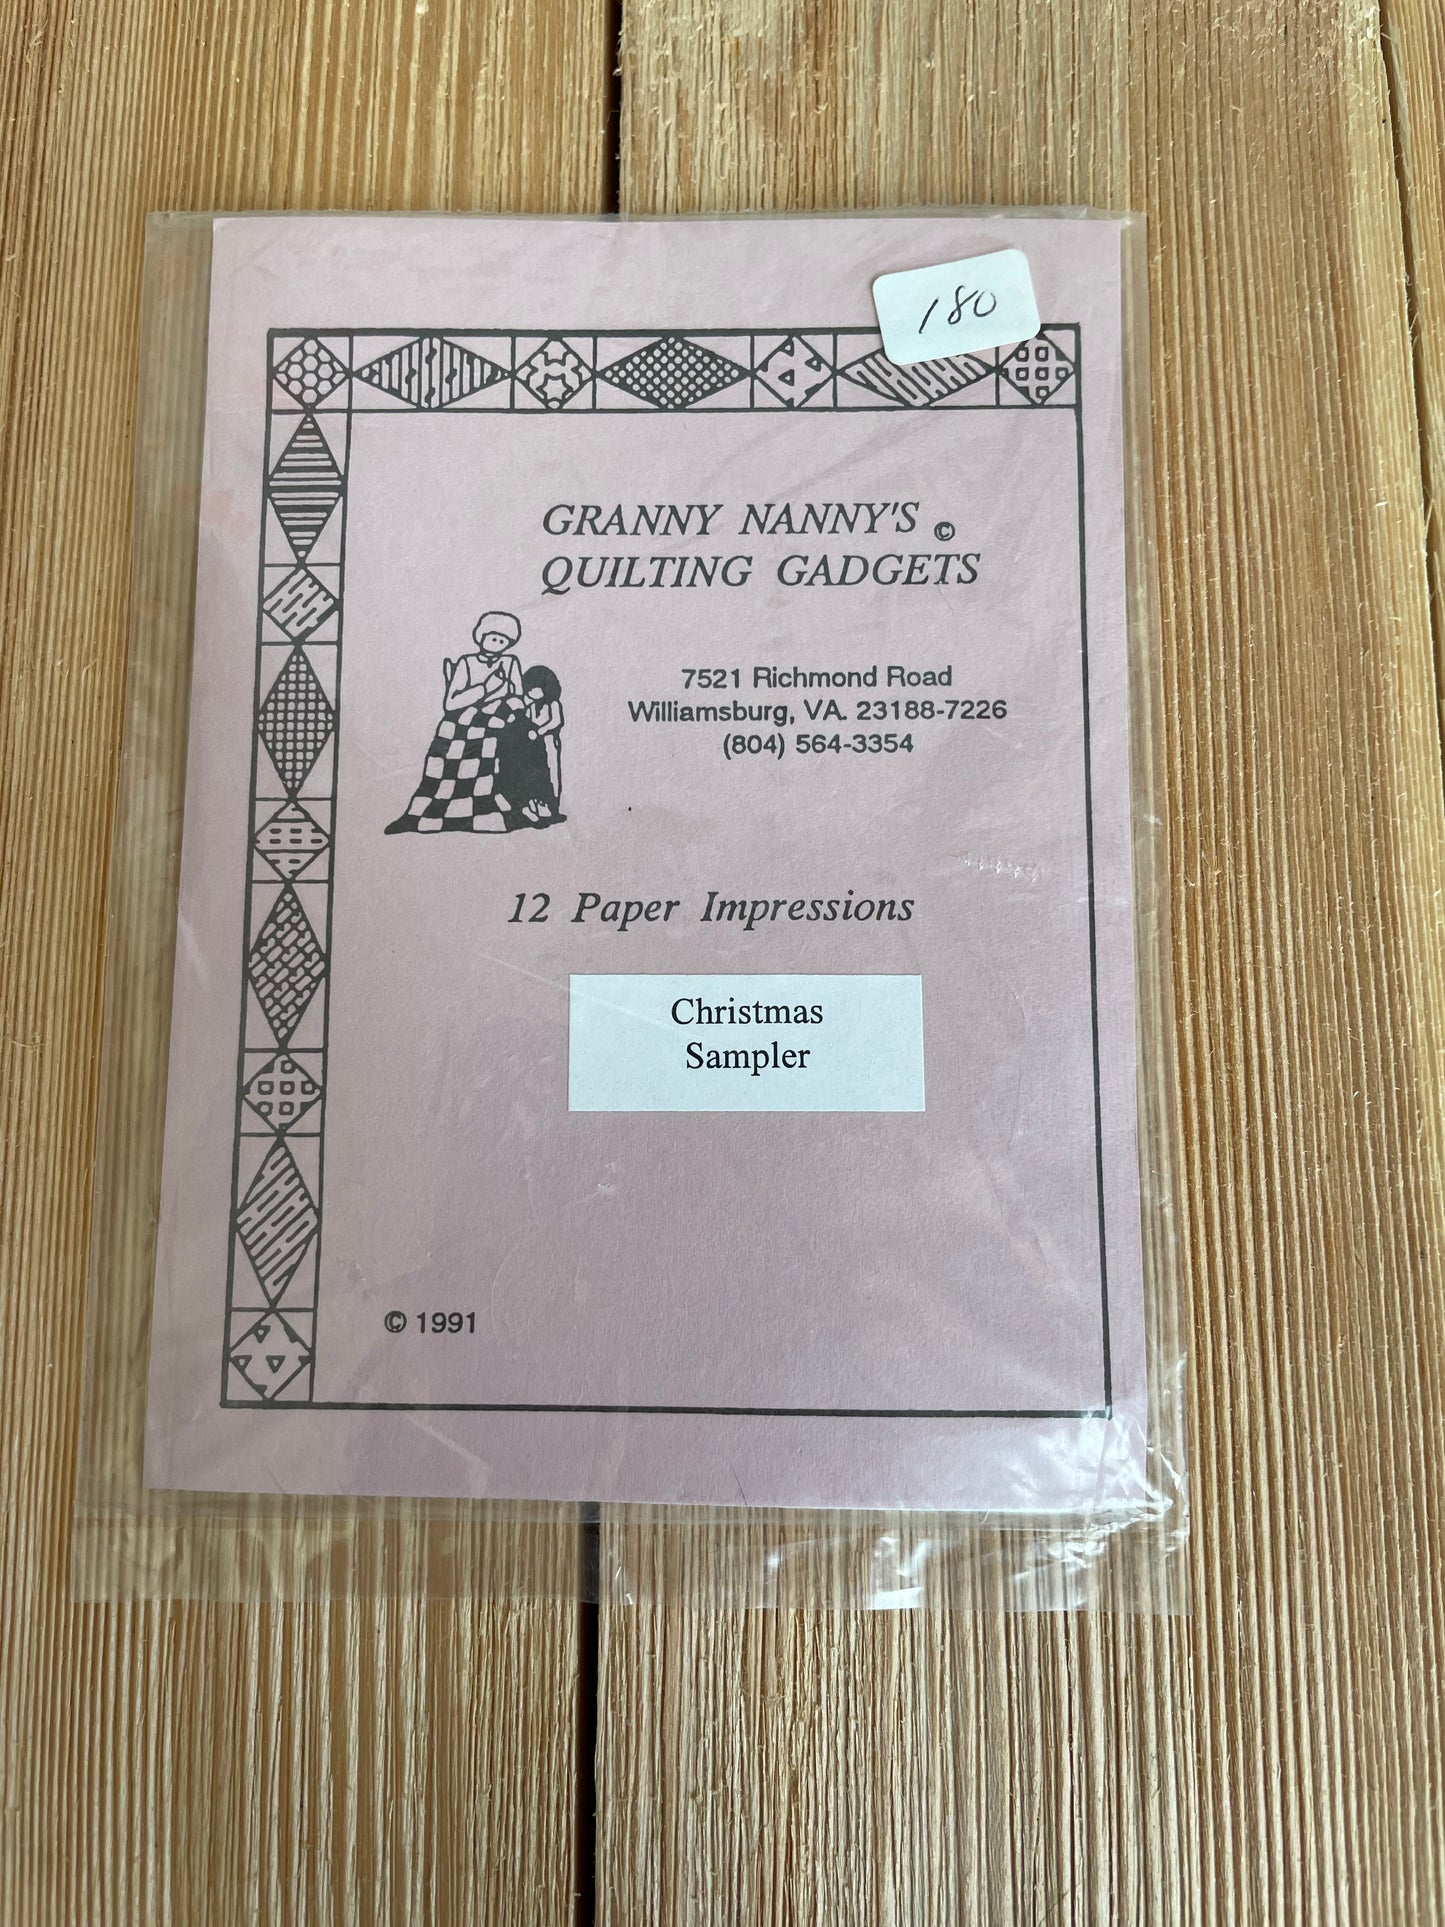 180
GRANNY NANNY'S ©
QUILTING GADGETS
7521 Richmond Road
Williamsburg, VA. 23188-7226
(804) 564-3354
12 Paper Impressions
Christmas
Sampler
© 1991